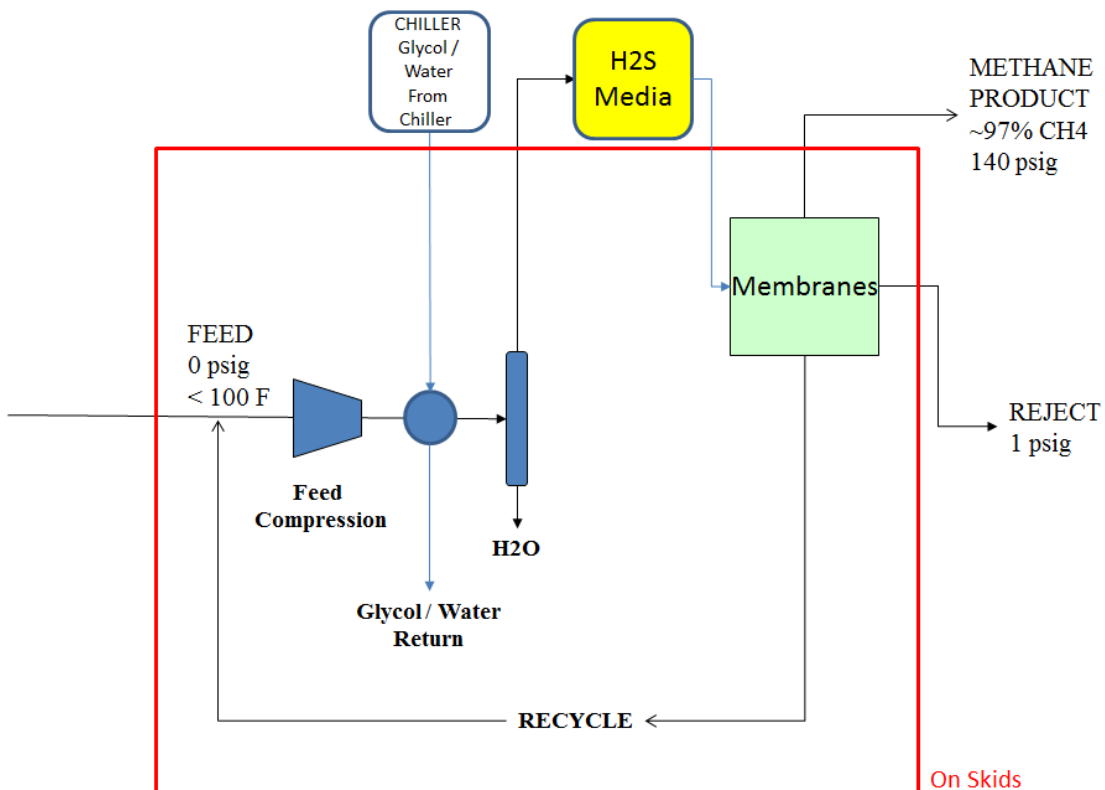 CHILLER
Glycol /
Water
From
Chiller
H2S
Media
METHANE
PRODUCT
~97% CH4
140 psig
Membranes
FEED
0 psig
< 100 F
REJECT
1 psig
Feed
Compression
H2O
Glycol / Water
Return
RECYCLE
On Skids